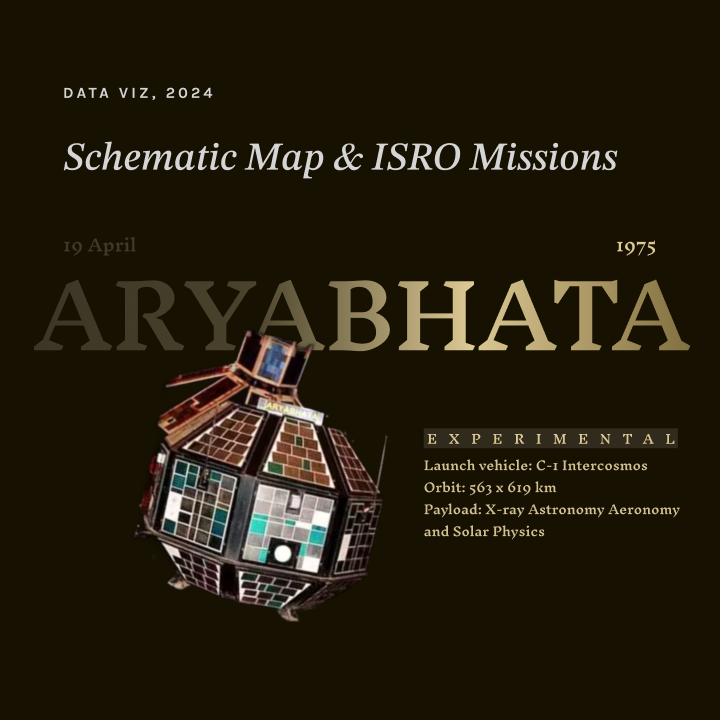 DATA VIZ, 2024
Schematic Map & ISRO Missions
19 April
1975
ARYABHATA
ARYABHATA
EXPERIMENTAL
Launch vehicle: C-1 Intercosmos
Orbit: 563 x 619 km
Payload: X-ray Astronomy Aeronomy
and Solar Physics